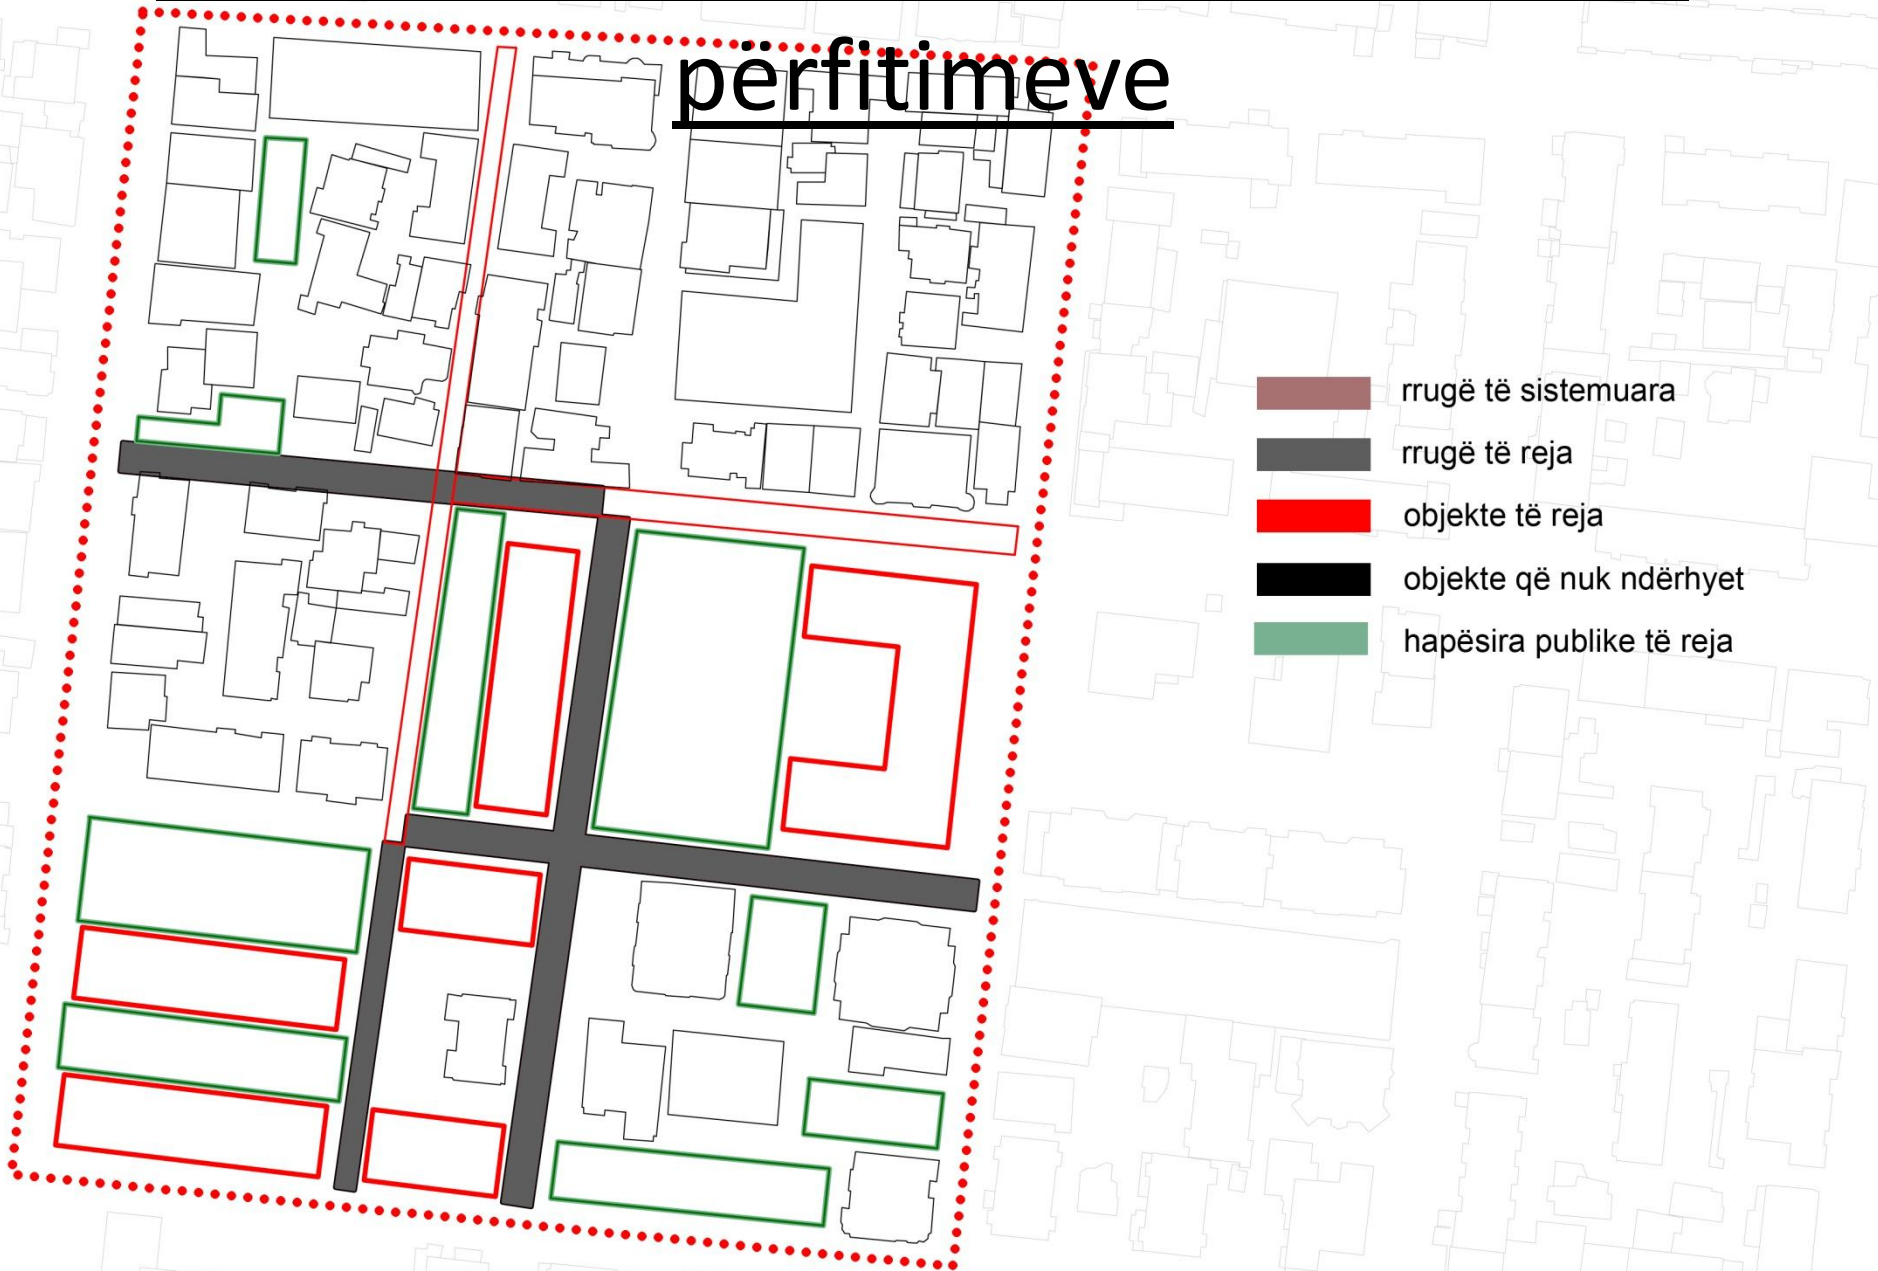 përfitimeve
rrugë të sistemuara
rrugë të reja
objekte të reja
objekte që nuk ndërhyet
hapësira publike të reja